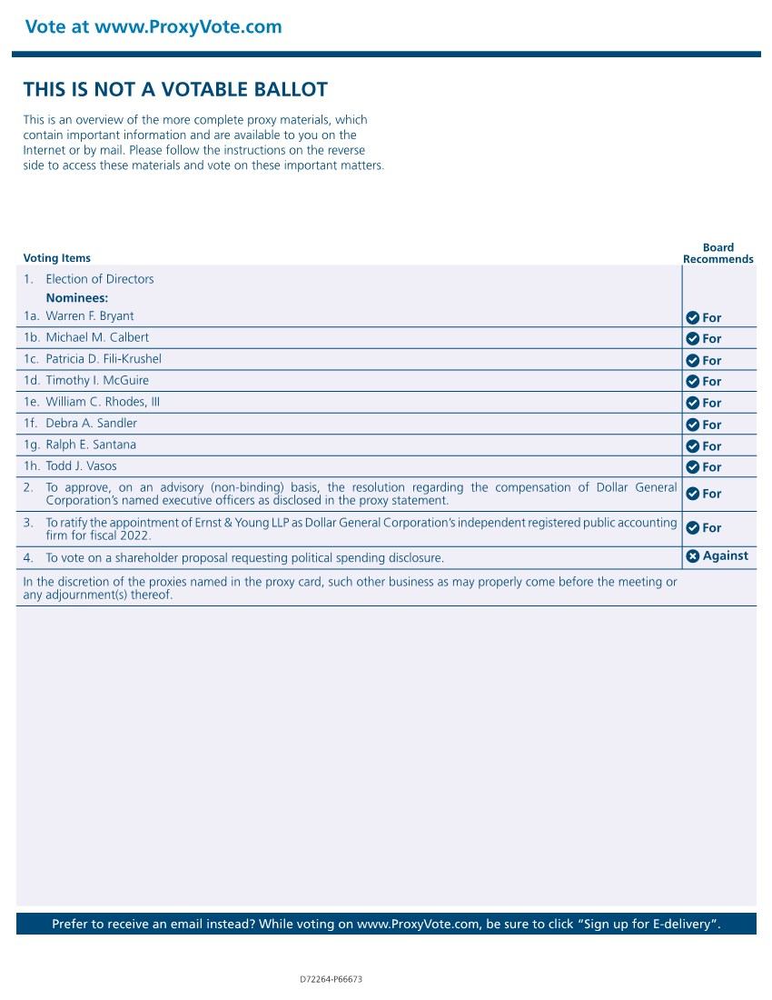 Vote at www.ProxyVote.com
THIS IS NOT A VOTABLE BALLOT
This is an overview of the more complete proxy materials, which
contain important information and are available to you on the
Internet or by mail. Please follow the instructions on the reverse
side to access these materials and vote on these important matters.
Voting Items
Board
Recommends
1. Election of Directors
Nominees:
1a. Warren F. Bryant
For
1b. Michael M. Calbert
For
1c. Patricia D. Fili-Krushel
For
1d. Timothy I. McGuire
For
1e. William C. Rhodes, III
For
1f. Debra A. Sandler
For
1g. Ralph E. Santana
For
1h. Todd J. Vasos
For
2. To approve, on an advisory (non-binding) basis, the resolution regarding the compensation of Dollar General
Corporation’s named executive officers as disclosed in the proxy statement.
For
3. To ratify the appointment of Ernst & Young LLP as Dollar General Corporation’s independent registered public accounting
firm for fiscal 2022.
For
4. To vote on a shareholder proposal requesting political spending disclosure.
Against
In the discretion of the proxies named in the proxy card, such other business as may properly come before the meeting or
any adjournment(s) thereof.
Prefer to receive an email instead? While voting on www.ProxyVote.com, be sure to click “Sign up for E-delivery”.
D72264-P66673